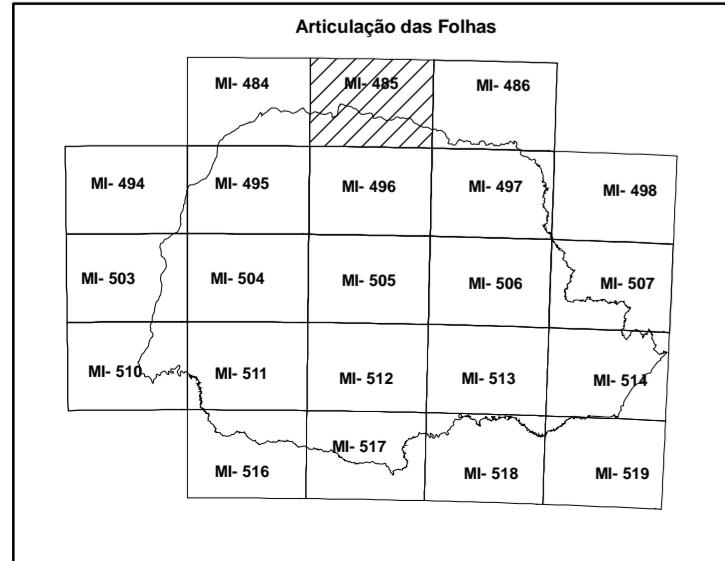 Articulação das Folhas
MI- 484 MI- 485 MI- 486
MI- 494 MI- 495 MI- 496 MI- 497 MI- 498
MI- 503 MI- 504 MI- 505 MI- 506 MI- 507
MI- 510 MI- 511 MI- 512 MI- 513 MI- 514
MI- 516 MI- 517 MI- 518 MI- 519